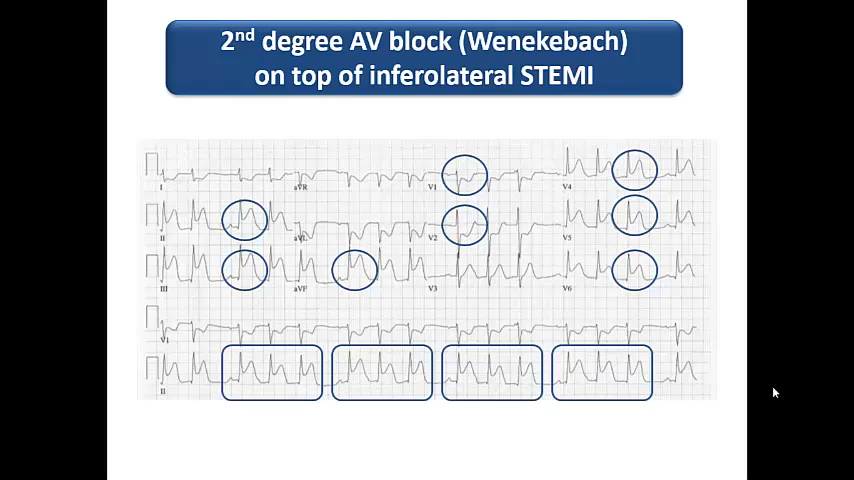 2nd degree AV block (Wenekebach)
on top of inferolateral STEMI
I aVR V1 V4
II aVL V2 V5
III aVF V3 V6
V1
II